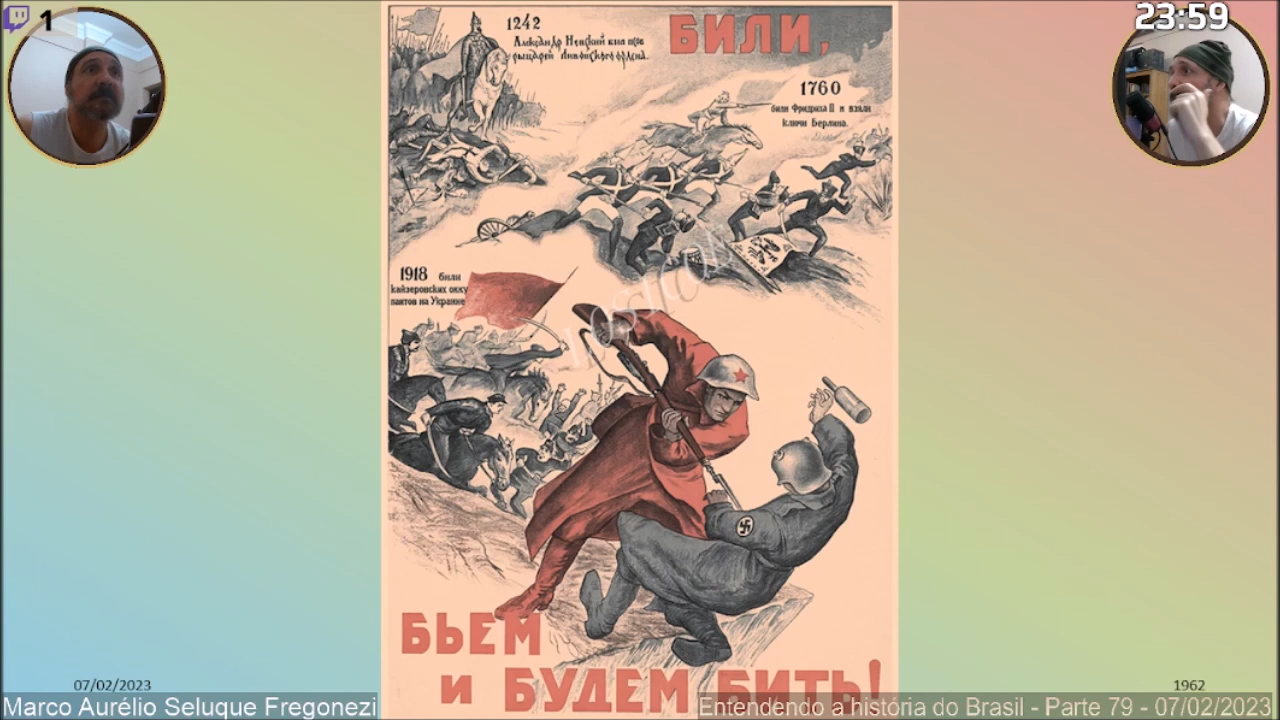 1
23:59
1242
Александр Невский бил псов
рыцарей Ливонского ордена.
БИЛИ,
1760
били Фридриха II и взяли
ключи Берлина.
1918 били
кайзеровских окку
пантов на Украине
БЬЕМ
и БУДЕМ БИТЬ!
07/02/2023
1962
Marco Aurélio Seluque Fregonezi
Entendendo a história do Brasil - Parte 79 - 07/02/2023